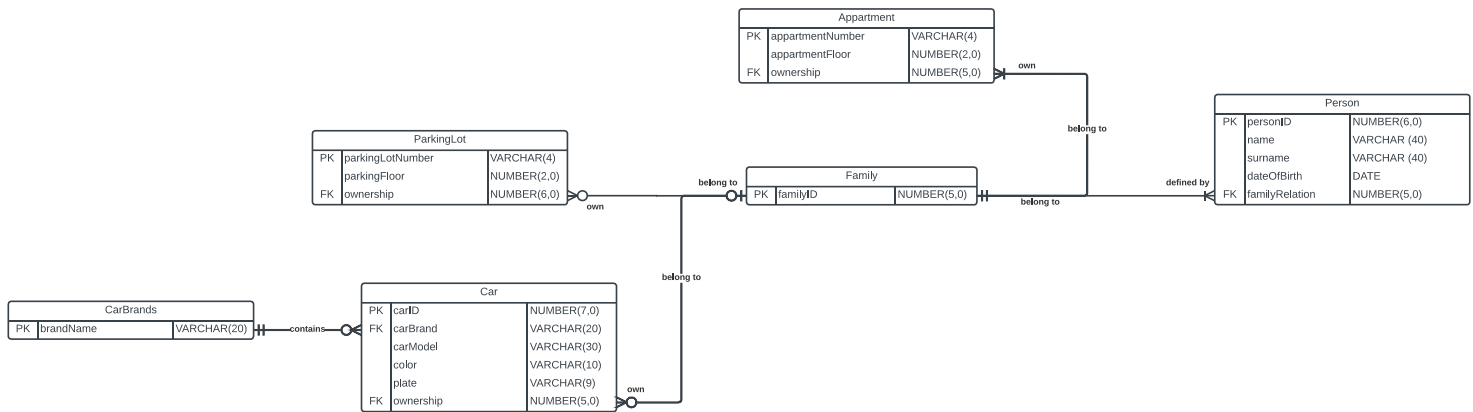 Appartment
PK appartmentNumber VARCHAR(4)
appartmentFloor NUMBER(2,0)
FK ownership NUMBER(5,0)
own
belong to
Person
PK personID NUMBER(6,0)
name VARCHAR (40)
surname VARCHAR (40)
dateOfBirth DATE
FK familyRelation NUMBER(5,0)
defined by
ParkingLot
PK parkingLotNumber VARCHAR(4)
parkingFloor NUMBER(2,0)
FK ownership NUMBER(6,0)
own
belong to
Family
PK familyID NUMBER(5,0)
belong to
belong to
CarBrands
PK brandName VARCHAR(20)
contains
Car
PK carID NUMBER(7,0)
FK carBrand VARCHAR(20)
carModel VARCHAR(30)
color VARCHAR(10)
plate VARCHAR(9)
FK ownership NUMBER(5,0)
own